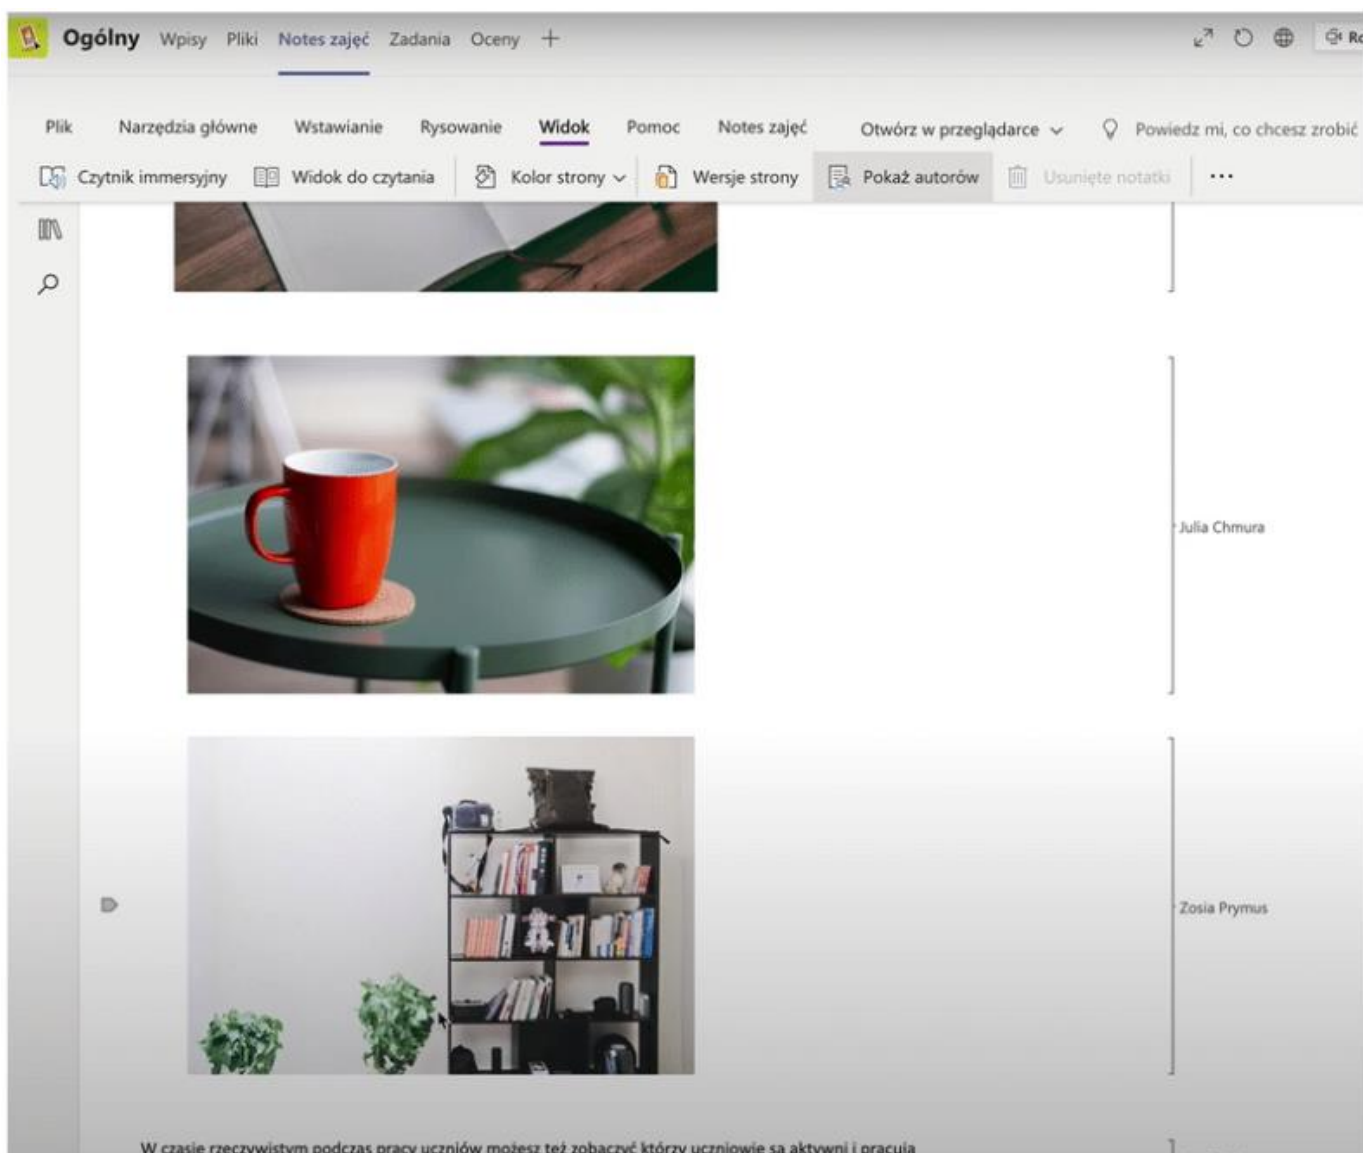 Ogólny Wpisy Pliki Notes zajęć Zadania Oceny
Plik Narzędzia główne Wstawianie Rysowanie Widok Pomoc Notes zajęć Otwórz w przeglądarce Powiedz mi, co chcesz zrobić
Czytnik immersyjny Widok do czytania Kolor strony Wersje strony Pokaż autorów Usunięte notatki ...
Julia Chmura
Zosia Prymus
W czasie rzeczywistym podczas pracy uczniów możesz też zobaczyć którzy uczniowie są aktywni i pracują